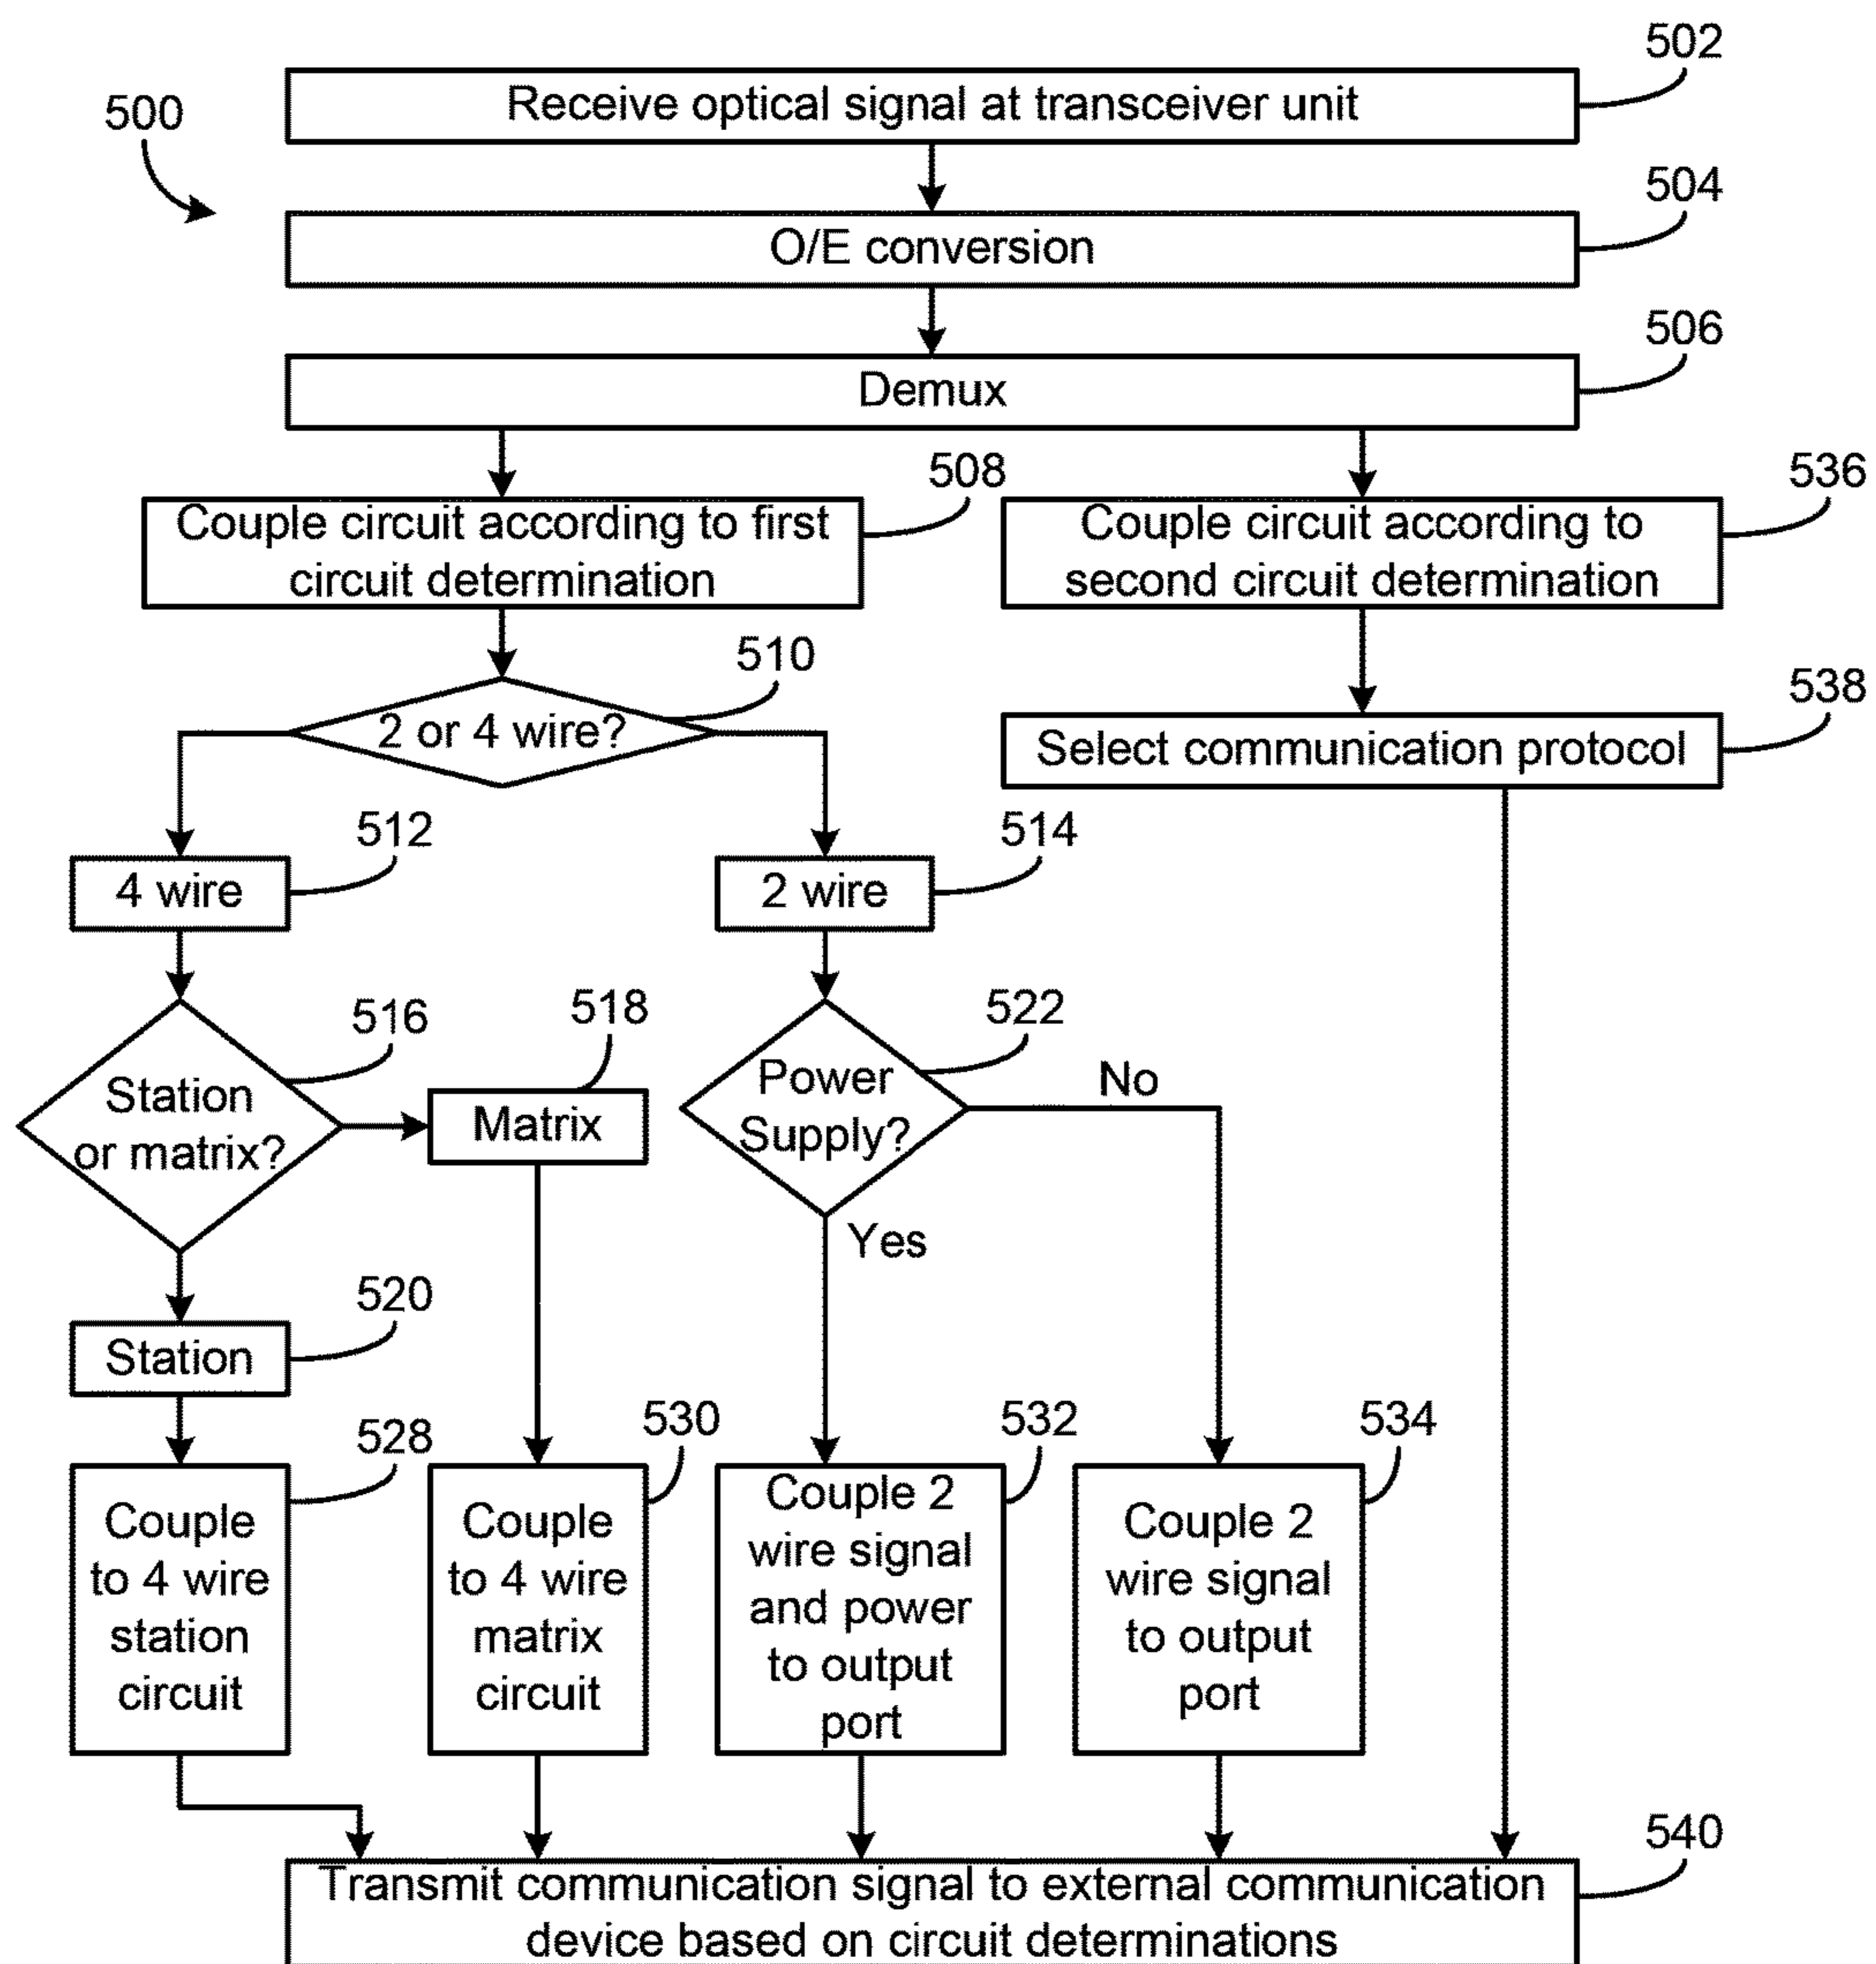 502
Receive optical signal at transceiver unit
500
504
O/E conversion
506
Demux
508
Couple circuit according to first
circuit determination
536
Couple circuit according to
second circuit determination
510
2 or 4 wire?
538
Select communication protocol
512
4 wire
514
2 wire
516
Station
or matrix?
518
Matrix
522
Power
Supply?
No
Yes
520
Station
528
Couple
to 4 wire
station
circuit
530
Couple
to 4 wire
matrix
circuit
532
Couple 2
wire signal
and power
to output
port
534
Couple 2
wire signal
to output
port
540
Transmit communication signal to external communication
device based on circuit determinations